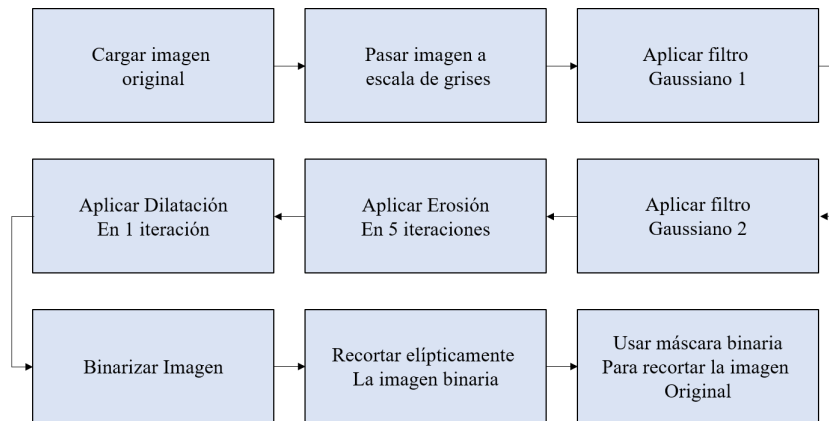 Cargar imagen
original
Pasar imagen a
escala de grises
Aplicar filtro
Gaussiano 1
Aplicar filtro
Gaussiano 2
Aplicar Erosión
En 5 iteraciones
Aplicar Dilatación
En 1 iteración
Binarizar Imagen
Recortar elípticamente
La imagen binaria
Usar máscara binaria
Para recortar la imagen
Original